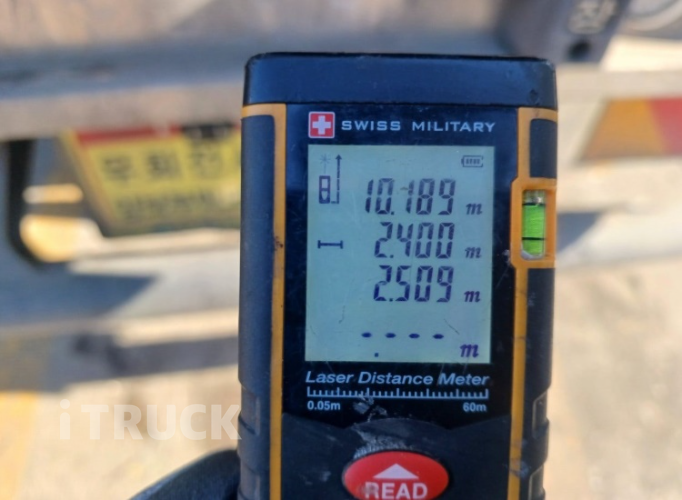 SWISS MILITARY
10.189 m
2.400 m
2.509 m
- - - - m
Laser Distance Meter
0.05m 60m
iTRUCK
READ